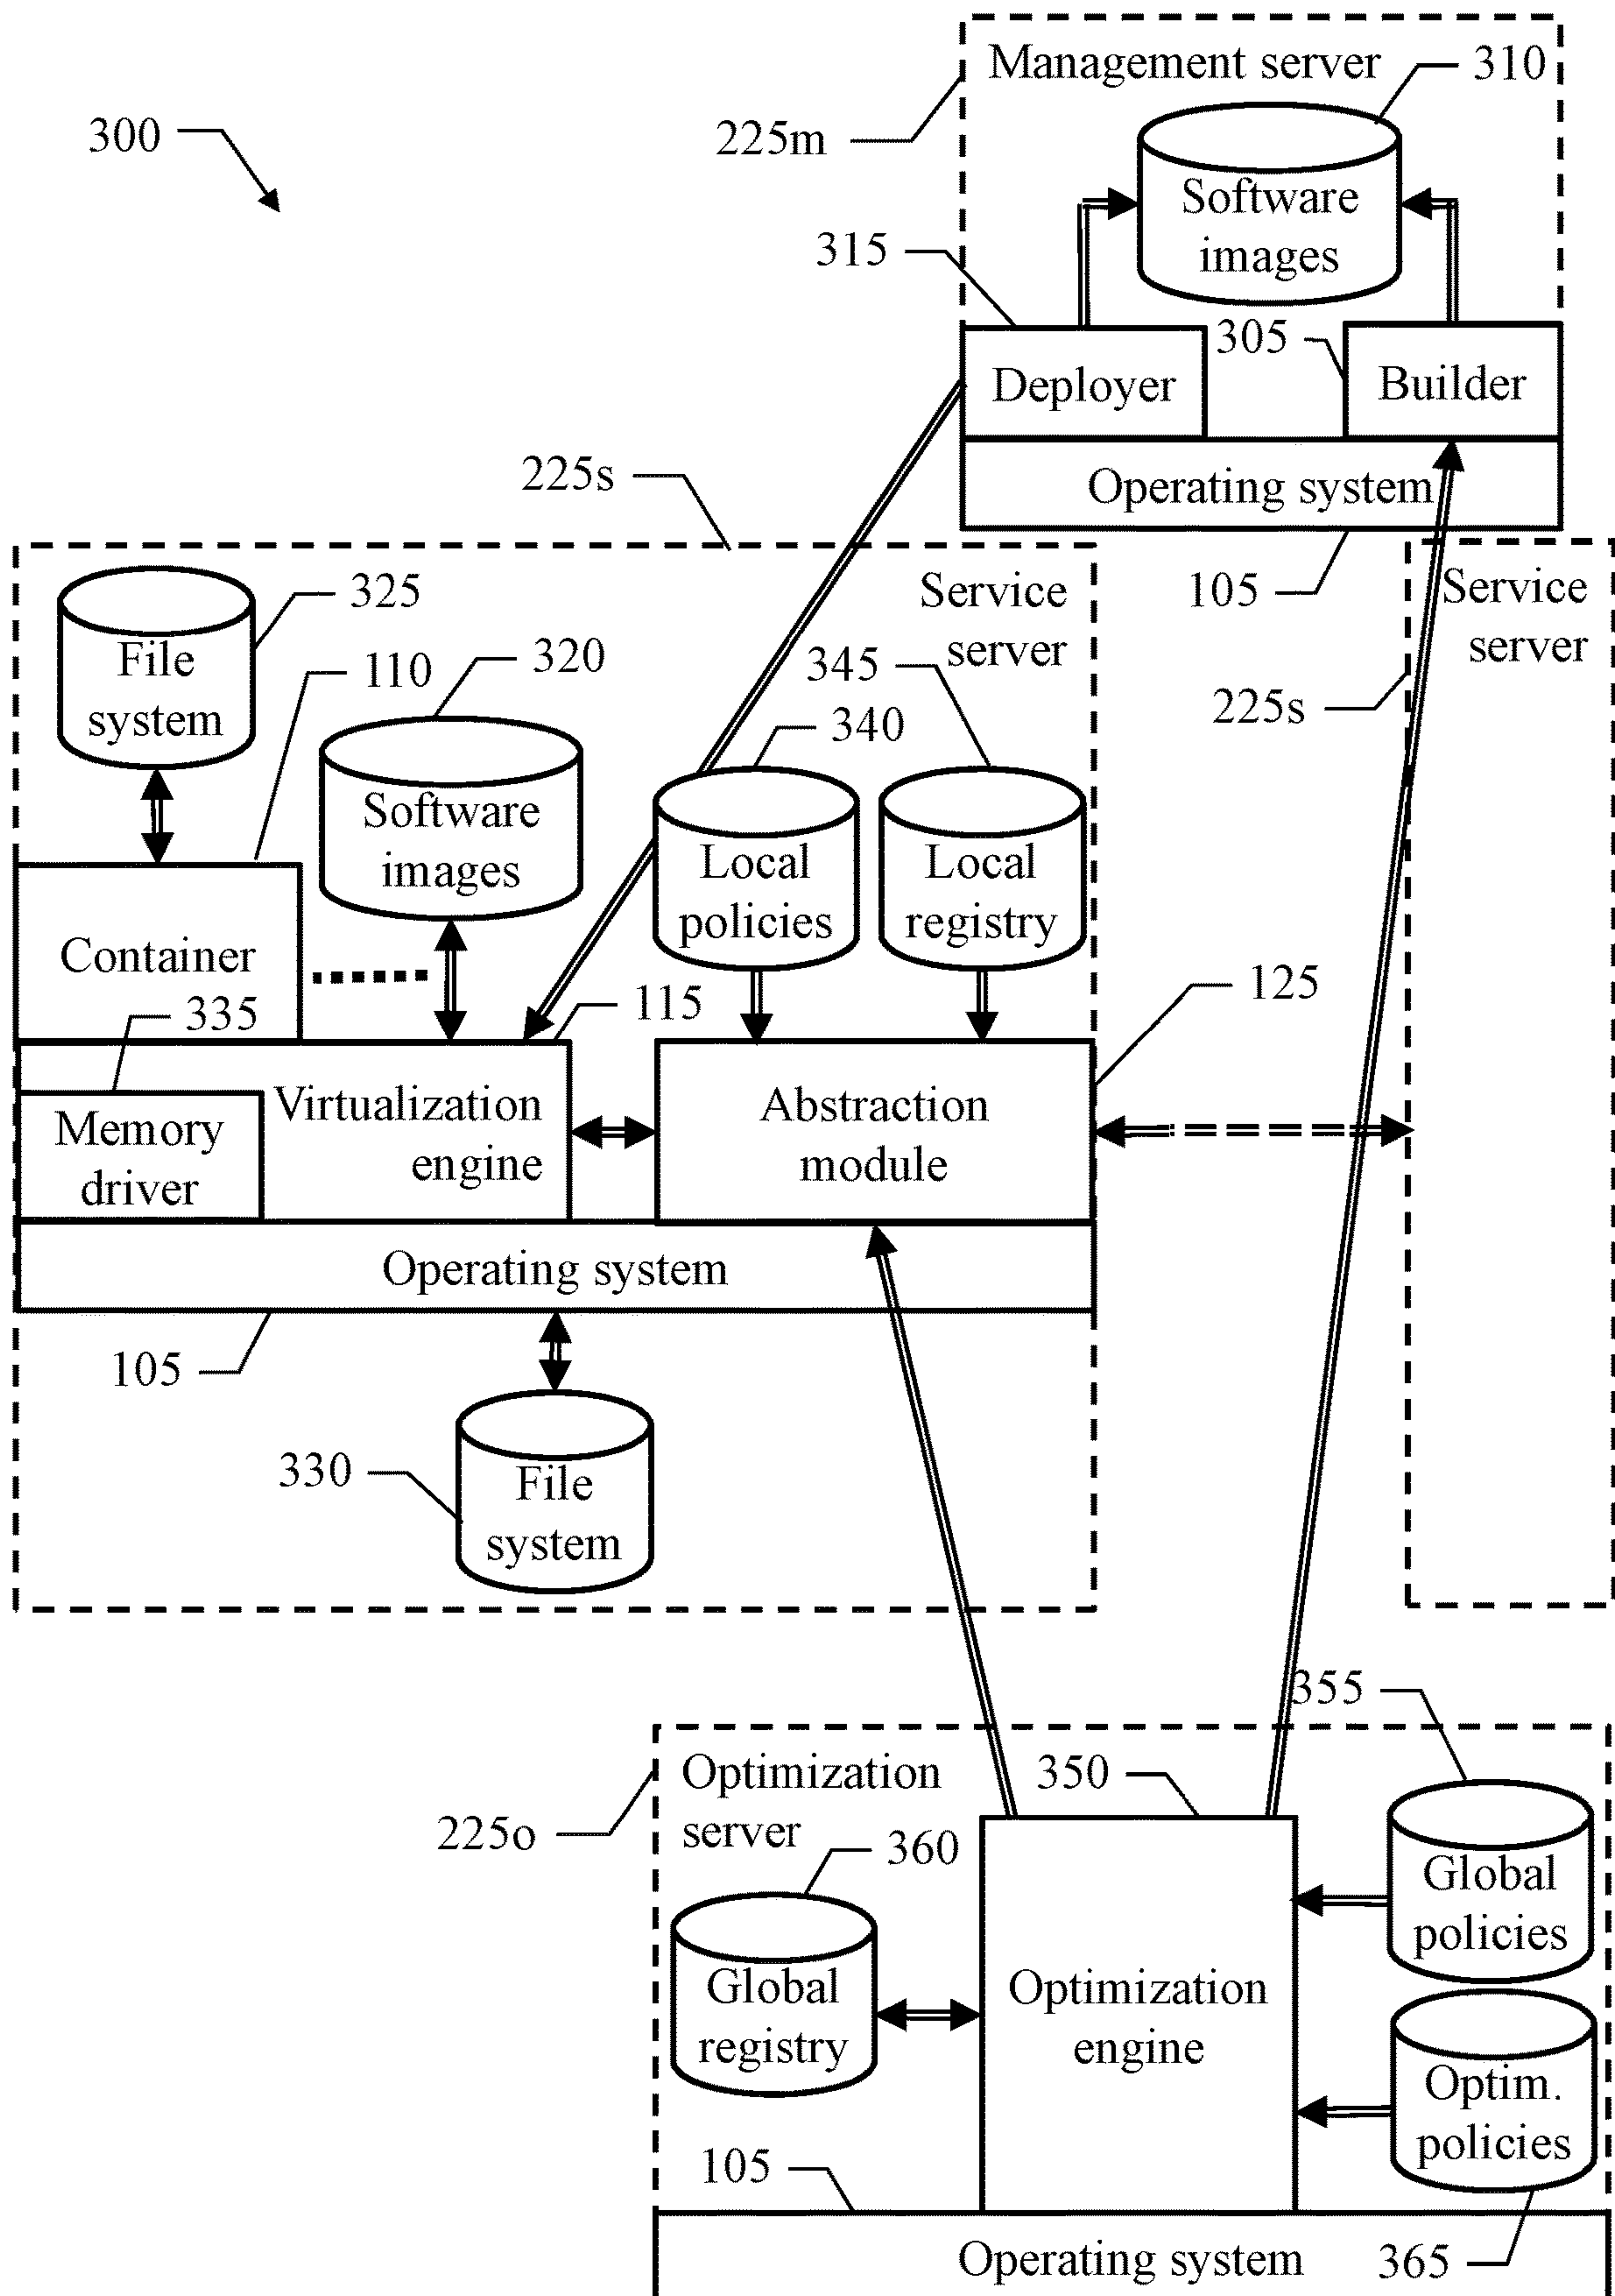 Management server
310
300
225m
Software
images
315
305
Deployer
Builder
225s
Operating system
105
Service
server
Service
server
325
File
system
110
320
345
340
225s
Software
images
Local
policies
Local
registry
Container
335
115
125
Virtualization
engine
Abstraction
module
Memory
driver
Operating system
105
330
File
system
355
Optimization
server
350
225o
360
Global
policies
Global
registry
Optimization
engine
Optim.
policies
105
Operating system
365